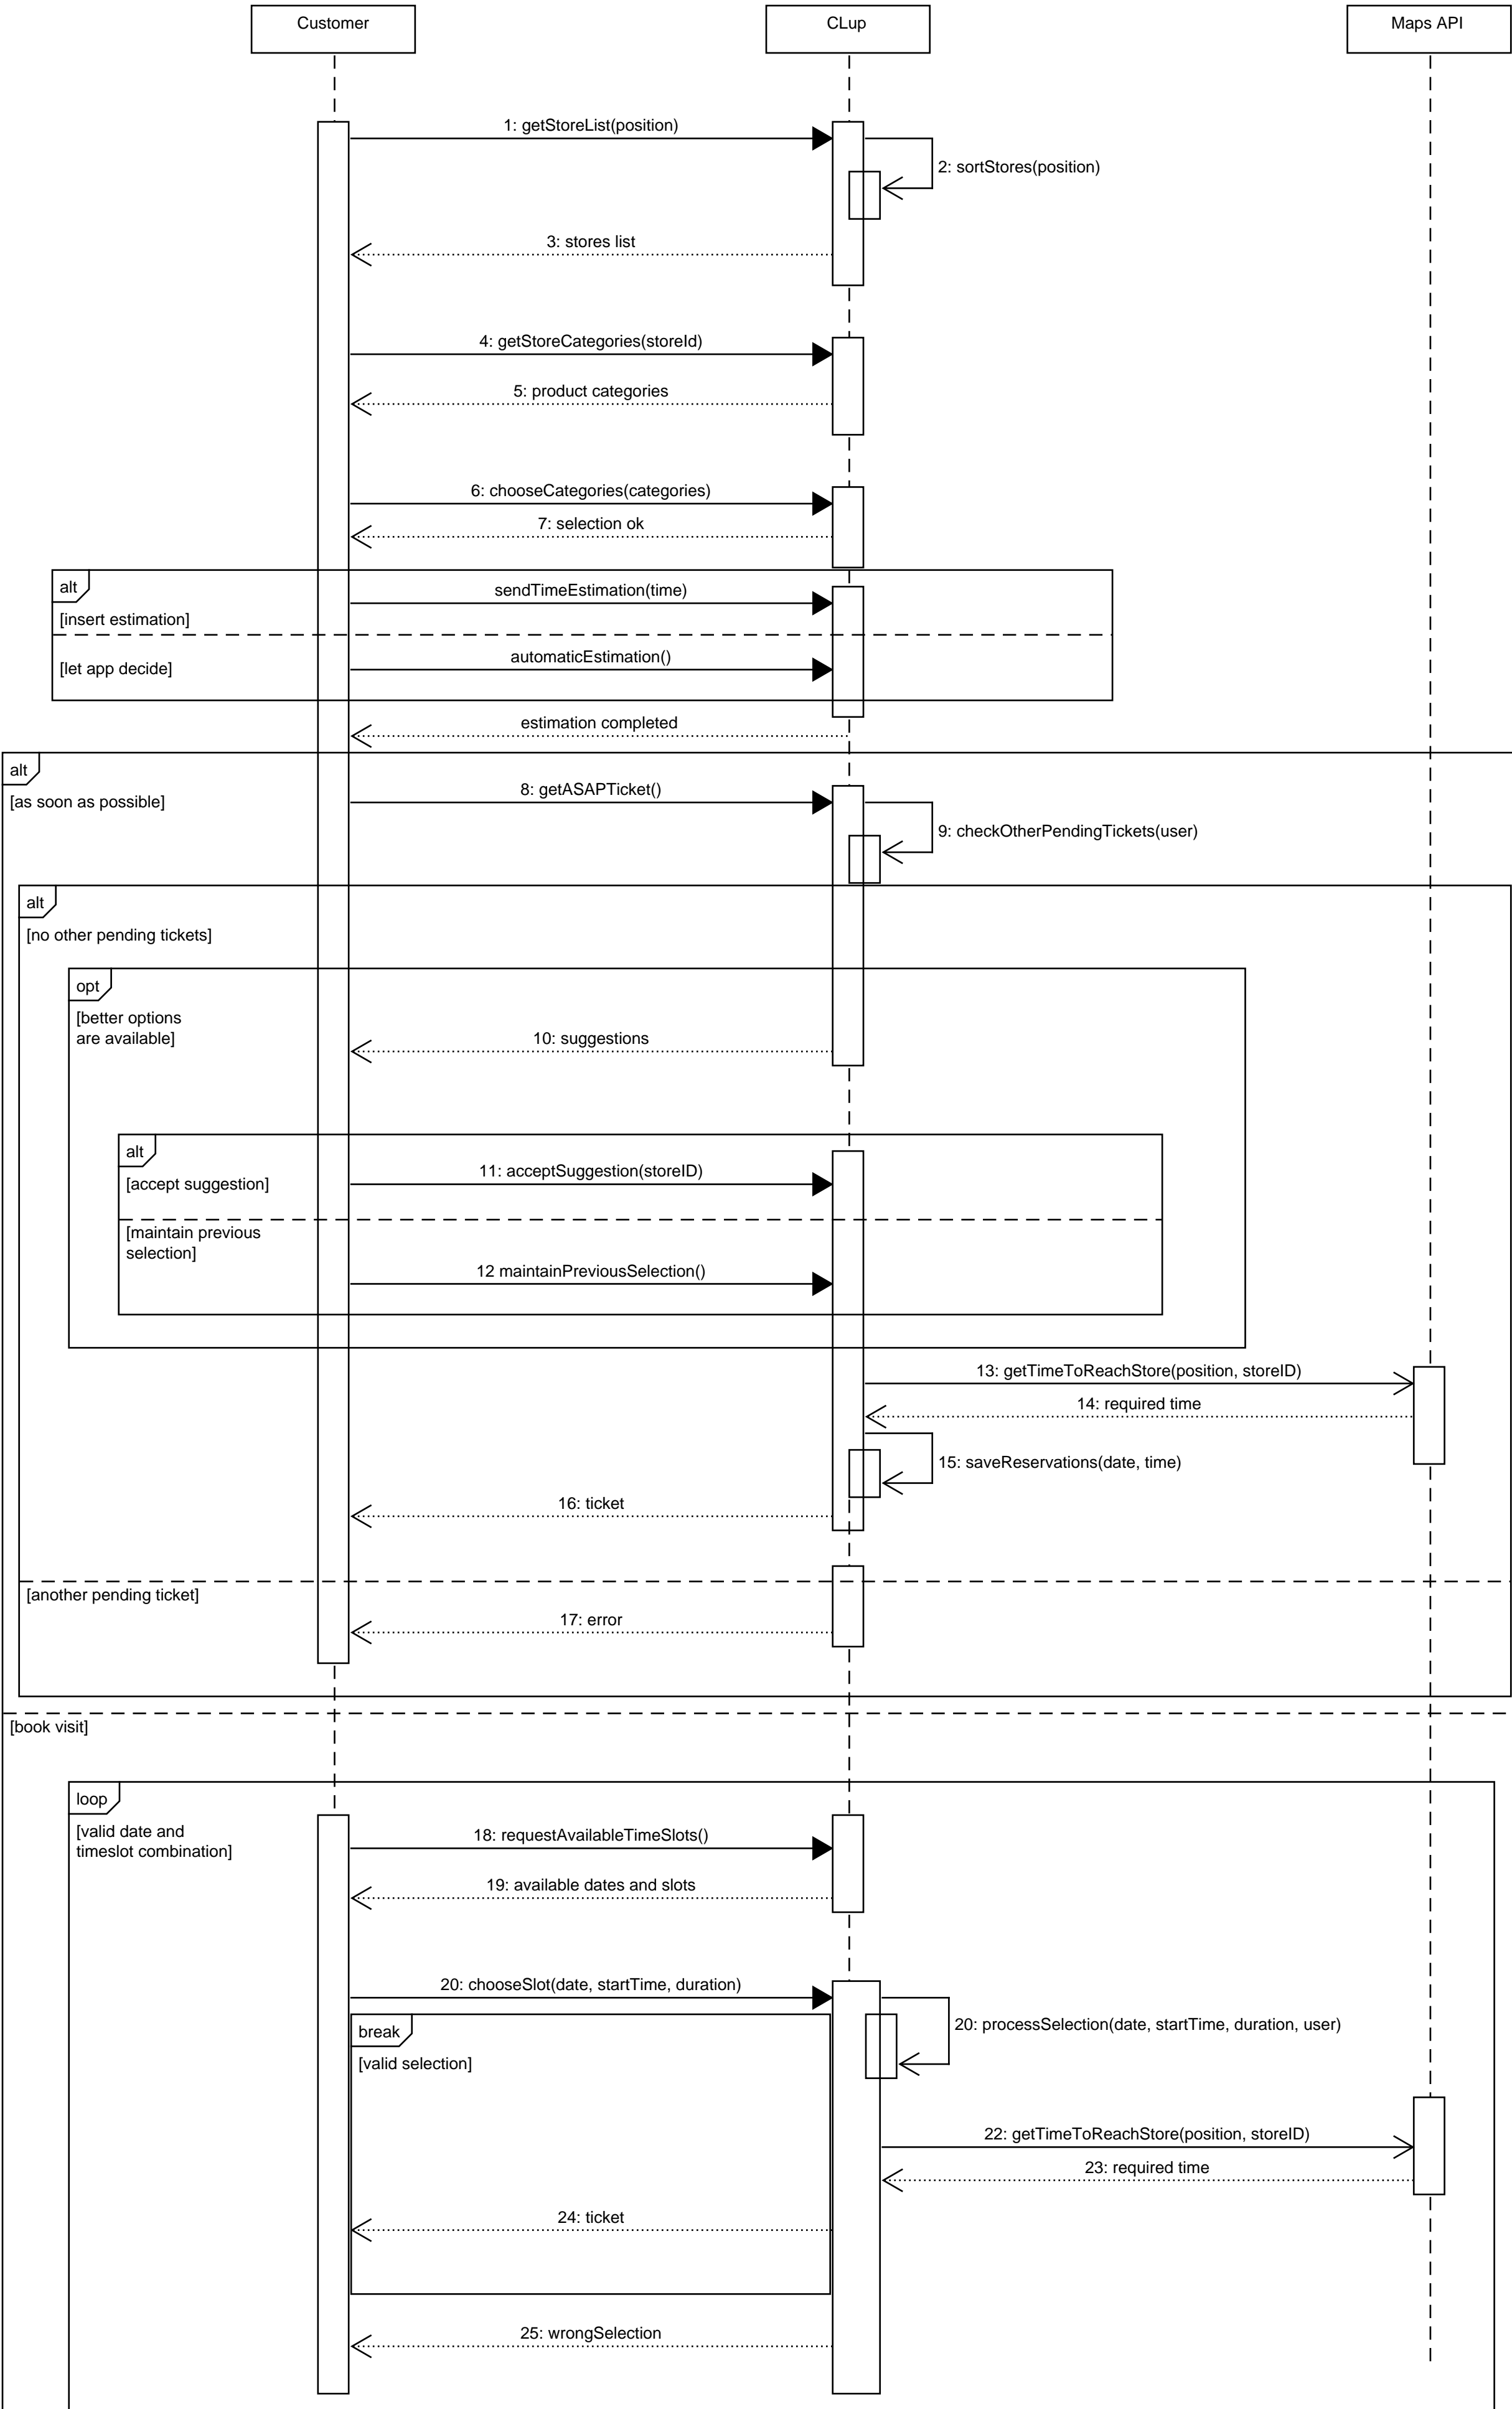 Customer
CLup
Maps API
1: getStoreList(position)
2: sortStores(position)
3: stores list
4: getStoreCategories(storeId)
5: product categories
6: chooseCategories(categories)
7: selection ok
alt
sendTimeEstimation(time)
[insert estimation]
automaticEstimation()
[let app decide]
estimation completed
alt
8: getASAPTicket()
[as soon as possible]
9: checkOtherPendingTickets(user)
alt
[no other pending tickets]
opt
[better options
are available]
10: suggestions
alt
11: acceptSuggestion(storeID)
[accept suggestion]
[maintain previous
selection]
12 maintainPreviousSelection()
13: getTimeToReachStore(position, storeID)
14: required time
15: saveReservations(date, time)
16: ticket
[another pending ticket]
17: error
[book visit]
loop
[valid date and
timeslot combination]
18: requestAvailableTimeSlots()
19: available dates and slots
20: chooseSlot(date, startTime, duration)
20: processSelection(date, startTime, duration, user)
break
[valid selection]
22: getTimeToReachStore(position, storeID)
23: required time
24: ticket
25: wrongSelection